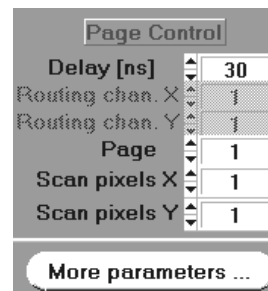 Page Control
Delay [ns] 30
Routing chan. X 1
Routing chan. Y 1
Page 1
Scan pixels X 1
Scan pixels Y 1
More parameters ...